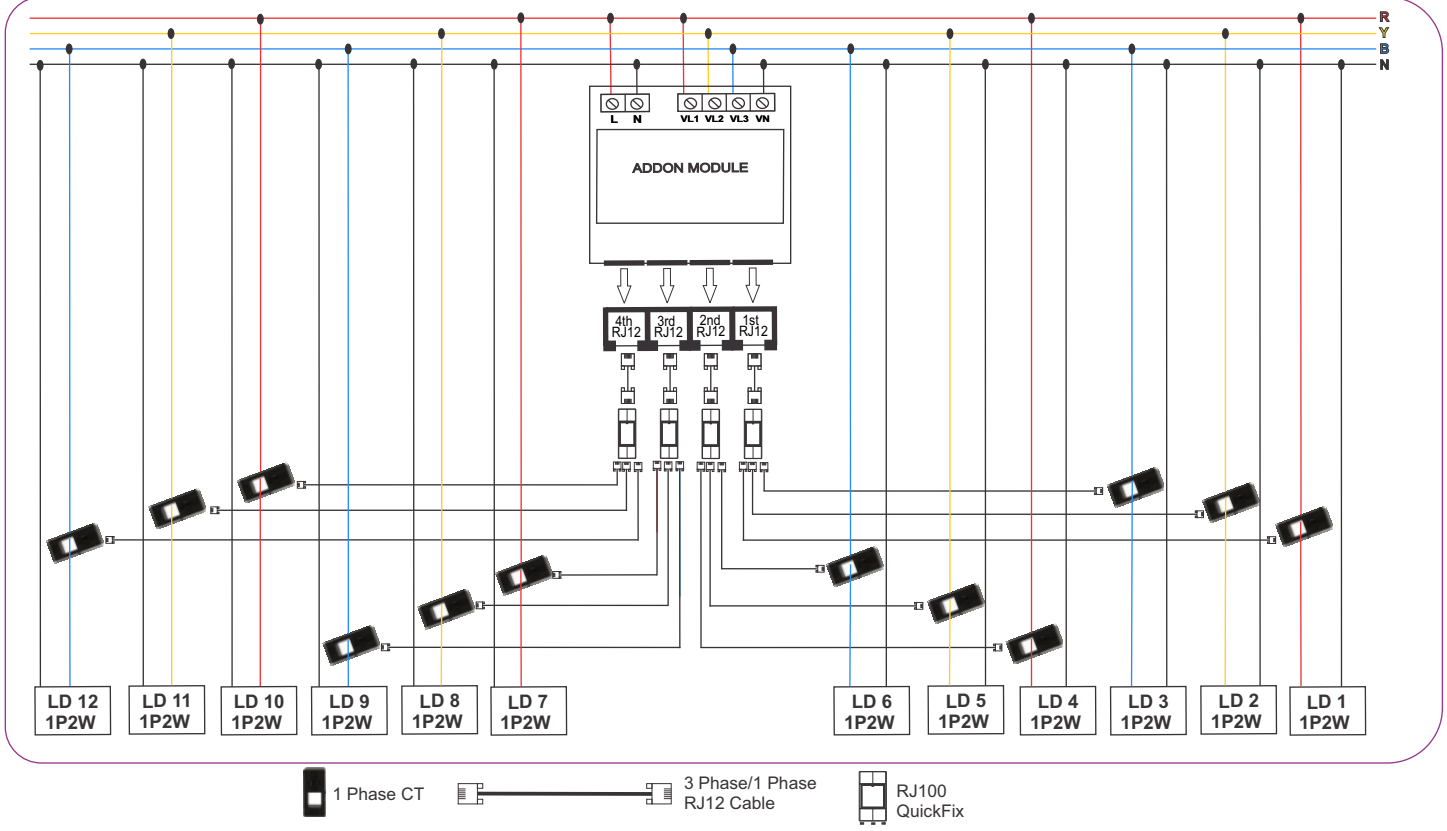 R
Y
B
N
L N VL1 VL2 VL3 VN
ADDON MODULE
4th 3rd 2nd 1st
RJ12 RJ12 RJ12 RJ12
LD 12 LD 11 LD 10 LD 9 LD 8 LD 7 LD 6 LD 5 LD 4 LD 3 LD 2 LD 1
1P2W 1P2W 1P2W 1P2W 1P2W 1P2W 1P2W 1P2W 1P2W 1P2W 1P2W 1P2W
1 Phase CT
3 Phase/1 Phase
RJ12 Cable
RJ100
QuickFix